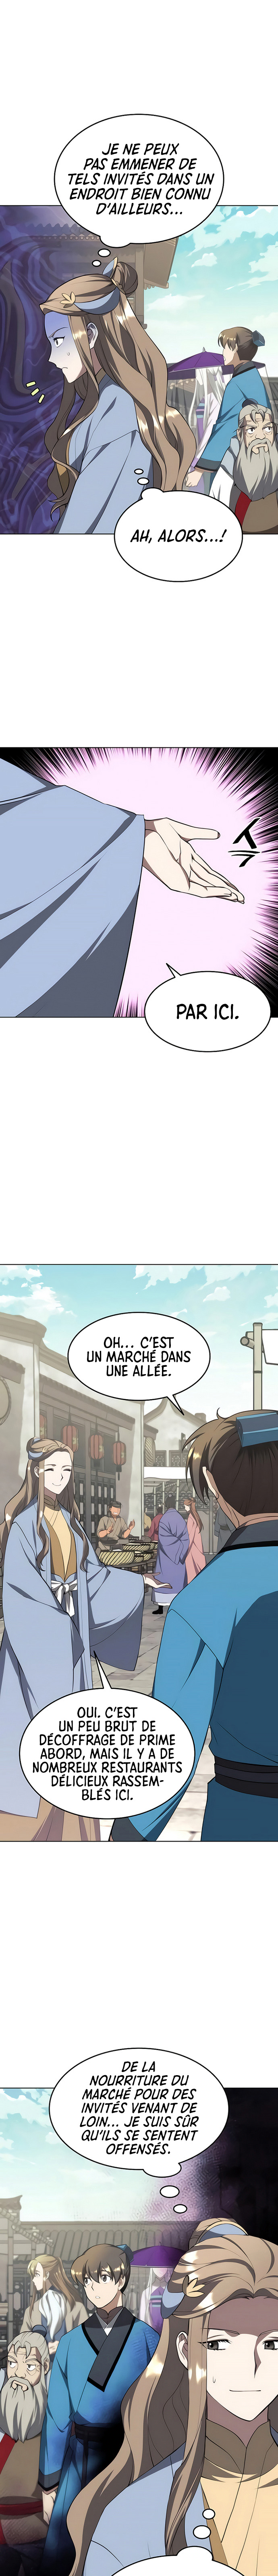 JE NE PEUX
PAS EMMENER DE
TELS INVITÉS DANS UN
ENDROIT BIEN CONNU
D'AILLEURS...
AH, ALORS...!
スッ
PAR ICI.
OH... C'EST
UN MARCHÉ DANS
UNE ALLÉE.
OUI. C'EST
UN PEU BRUT DE
DÉCOFFRAGE DE PRIME
ABORD, MAIS IL Y A DE
NOMBREUX RESTAURANTS
DÉLICIEUX RASSEM-
BLÉS ICI.
DE LA
NOURRITURE DU
MARCHÉ POUR DES
INVITÉS VENANT DE
LOIN... JE SUIS SÛR
QU'ILS SE SENTENT
OFFENSÉS.